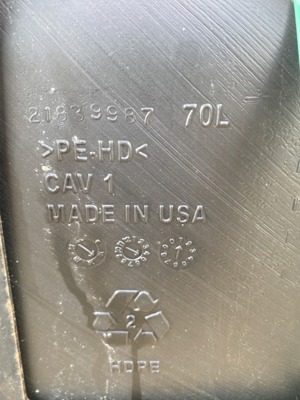 21839987 70L
>PE-HD<
CAV 1
MADE IN USA
2
HDPE